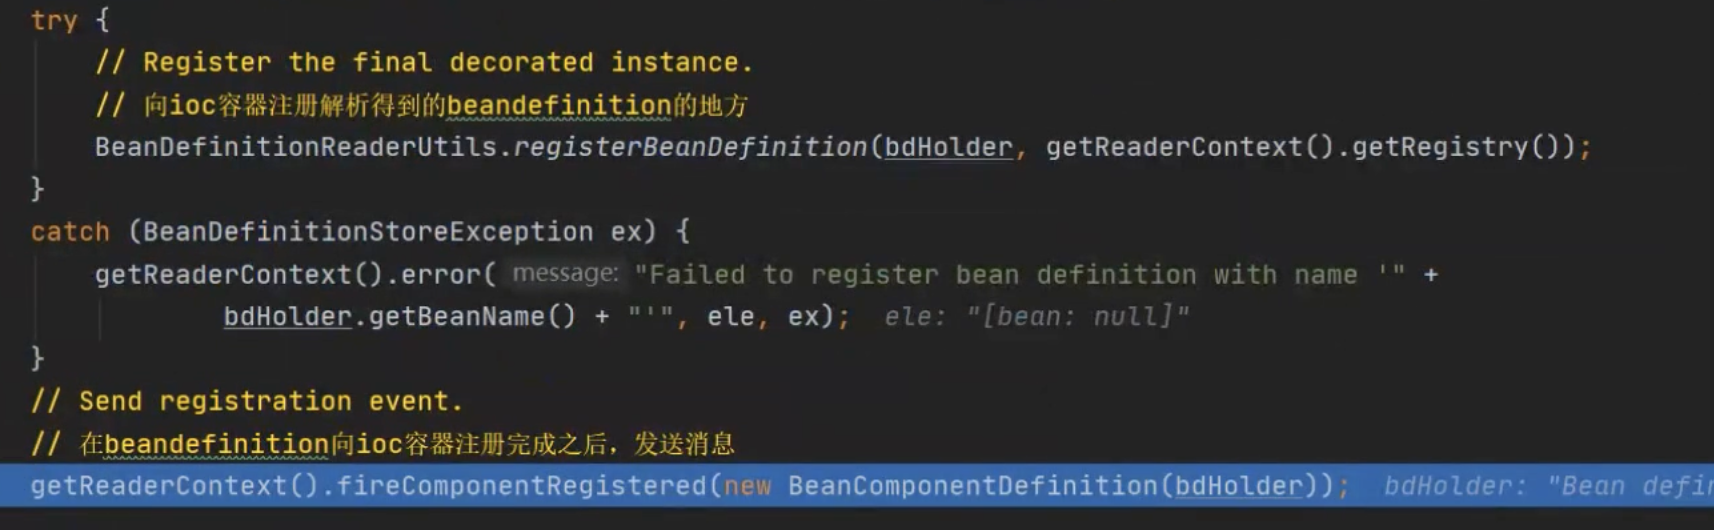 try {
// Register the final decorated instance.
// 向ioc容器注册解析得到的beandefinition的地方
BeanDefinitionReaderUtils.registerBeanDefinition(bdHolder, getReaderContext().getRegistry());
}
catch (BeanDefinitionStoreException ex) {
getReaderContext().error( message: "Failed to register bean definition with name '" +
bdHolder.getBeanName() + "'", ele, ex); ele: "[bean: null]"
}
// Send registration event.
// 在beandefinition向ioc容器注册完成之后，发送消息
getReaderContext().fireComponentRegistered(new BeanComponentDefinition(bdHolder)); bdHolder: "Bean